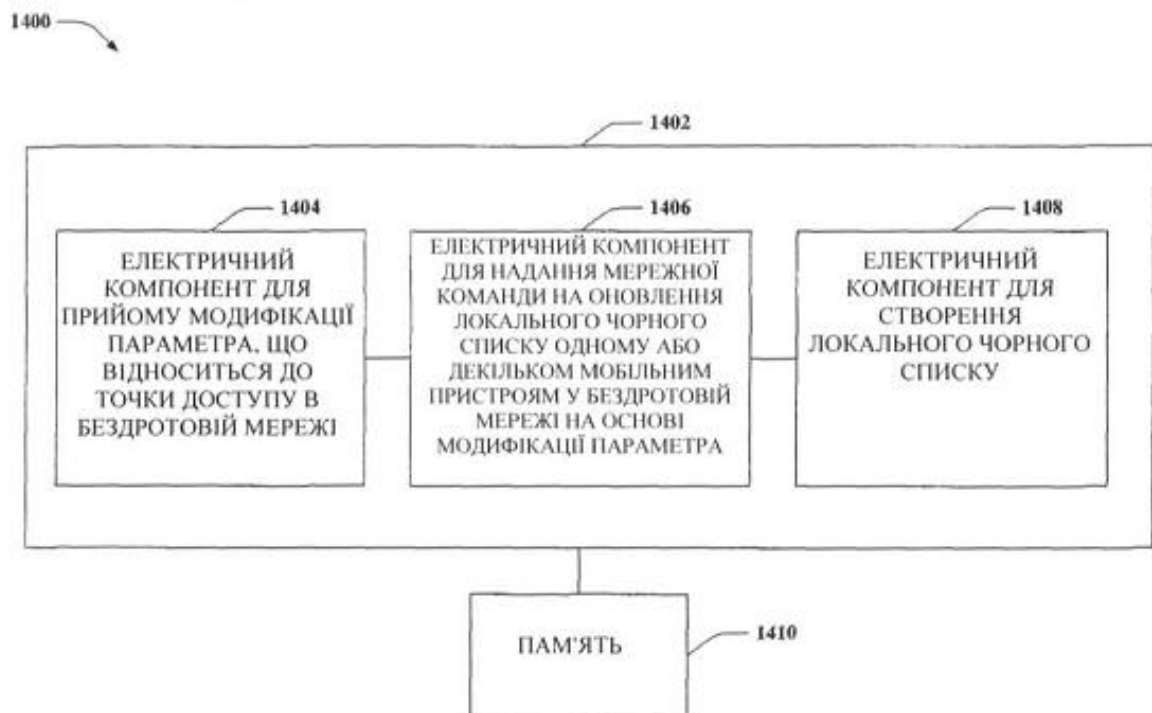 1400
1402
1404
1406
1408
ЕЛЕКТРИЧНИЙ
КОМПОНЕНТ ДЛЯ
ПРИЙОМУ МОДИФІКАЦІЇ
ПАРАМЕТРА, ЩО
ВІДНОСИТЬСЯ ДО
ТОЧКИ ДОСТУПУ В
БЕЗДРОТОВІЙ МЕРЕЖІ
ЕЛЕКТРИЧНИЙ КОМПОНЕНТ
ДЛЯ НАДАННЯ МЕРЕЖНОЇ
КОМАНДИ НА ОНОВЛЕННЯ
ЛОКАЛЬНОГО ЧОРНОГО
СПИСКУ ОДНОМУ АБО
ДЕКІЛЬКОМ МОБІЛЬНИМ
ПРИСТРОЯМ У БЕЗДРОТОВІЙ
МЕРЕЖІ НА ОСНОВІ
МОДИФІКАЦІЇ ПАРАМЕТРА
ЕЛЕКТРИЧНИЙ
КОМПОНЕНТ ДЛЯ
СТВОРЕННЯ
ЛОКАЛЬНОГО ЧОРНОГО
СПИСКУ
ПАМ'ЯТЬ
1410